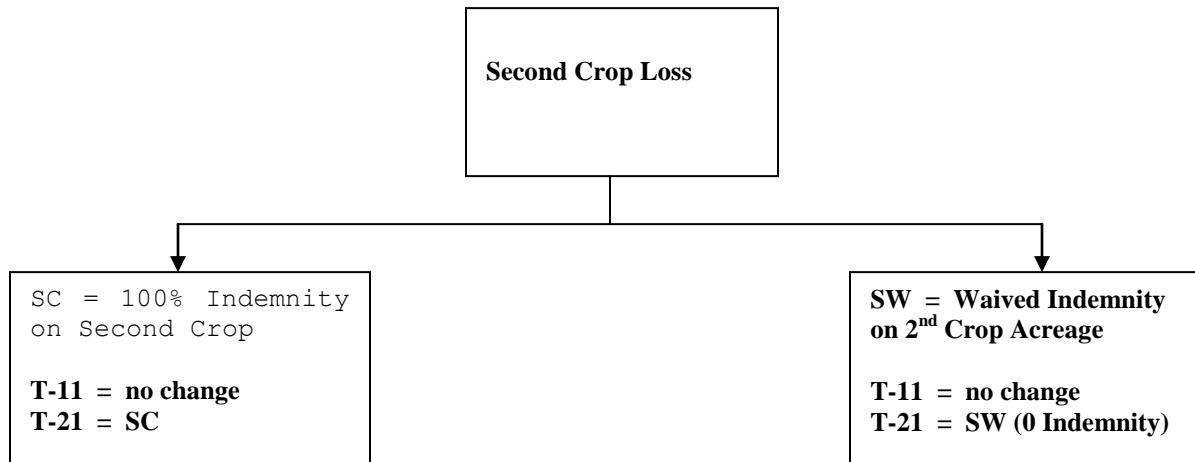 Second Crop Loss
SC = 100% Indemnity
on Second Crop
T-11 = no change
T-21 = SC
SW = Waived Indemnity
on 2nd Crop Acreage
T-11 = no change
T-21 = SW (0 Indemnity)